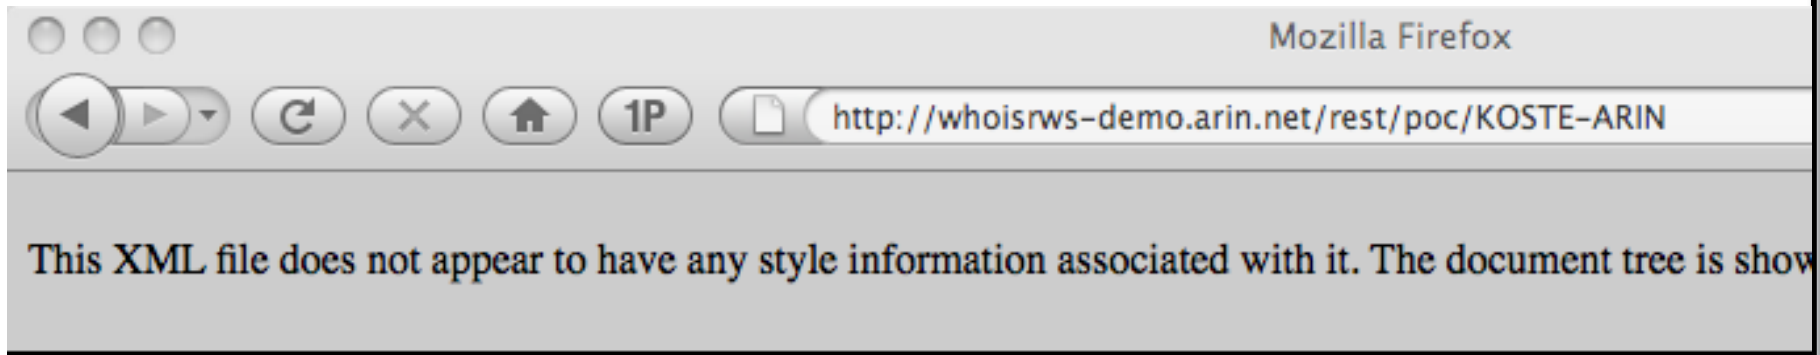 Mozilla Firefox
1P
http://whoisrws-demo.arin.net/rest/poc/KOSTE-ARIN
This XML file does not appear to have any style information associated with it. The document tree is show